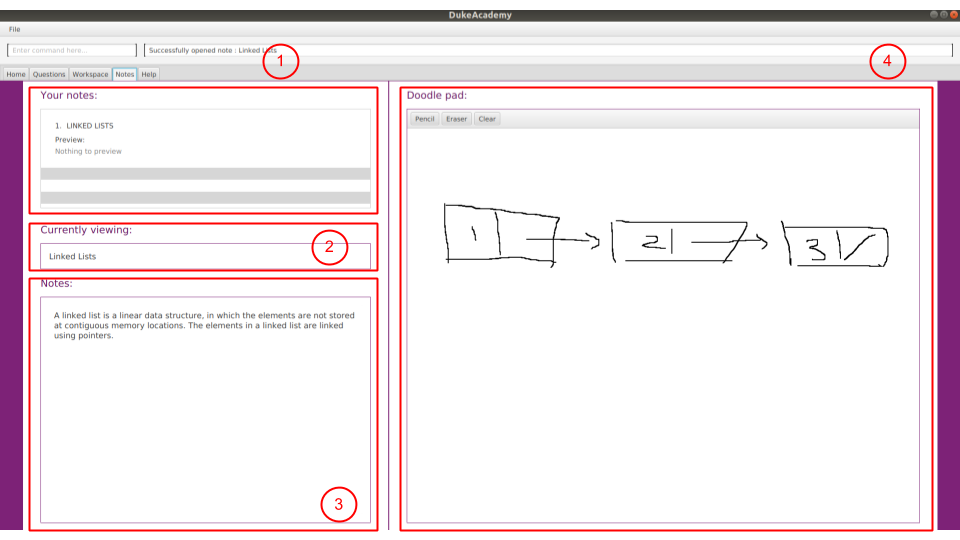 DukeAcademy
File
Enter command here...
Successfully opened note : Linked Lists
1
4
Home Questions Workspace Notes Help
Your notes:
1. LINKED LISTS
Preview:
Nothing to preview
Currently viewing:
2
Linked Lists
Notes:
A linked list is a linear data structure, in which the elements are not stored
at contiguous memory locations. The elements in a linked list are linked
using pointers.
3
Doodle pad:
Pencil Eraser Clear
1 2 3